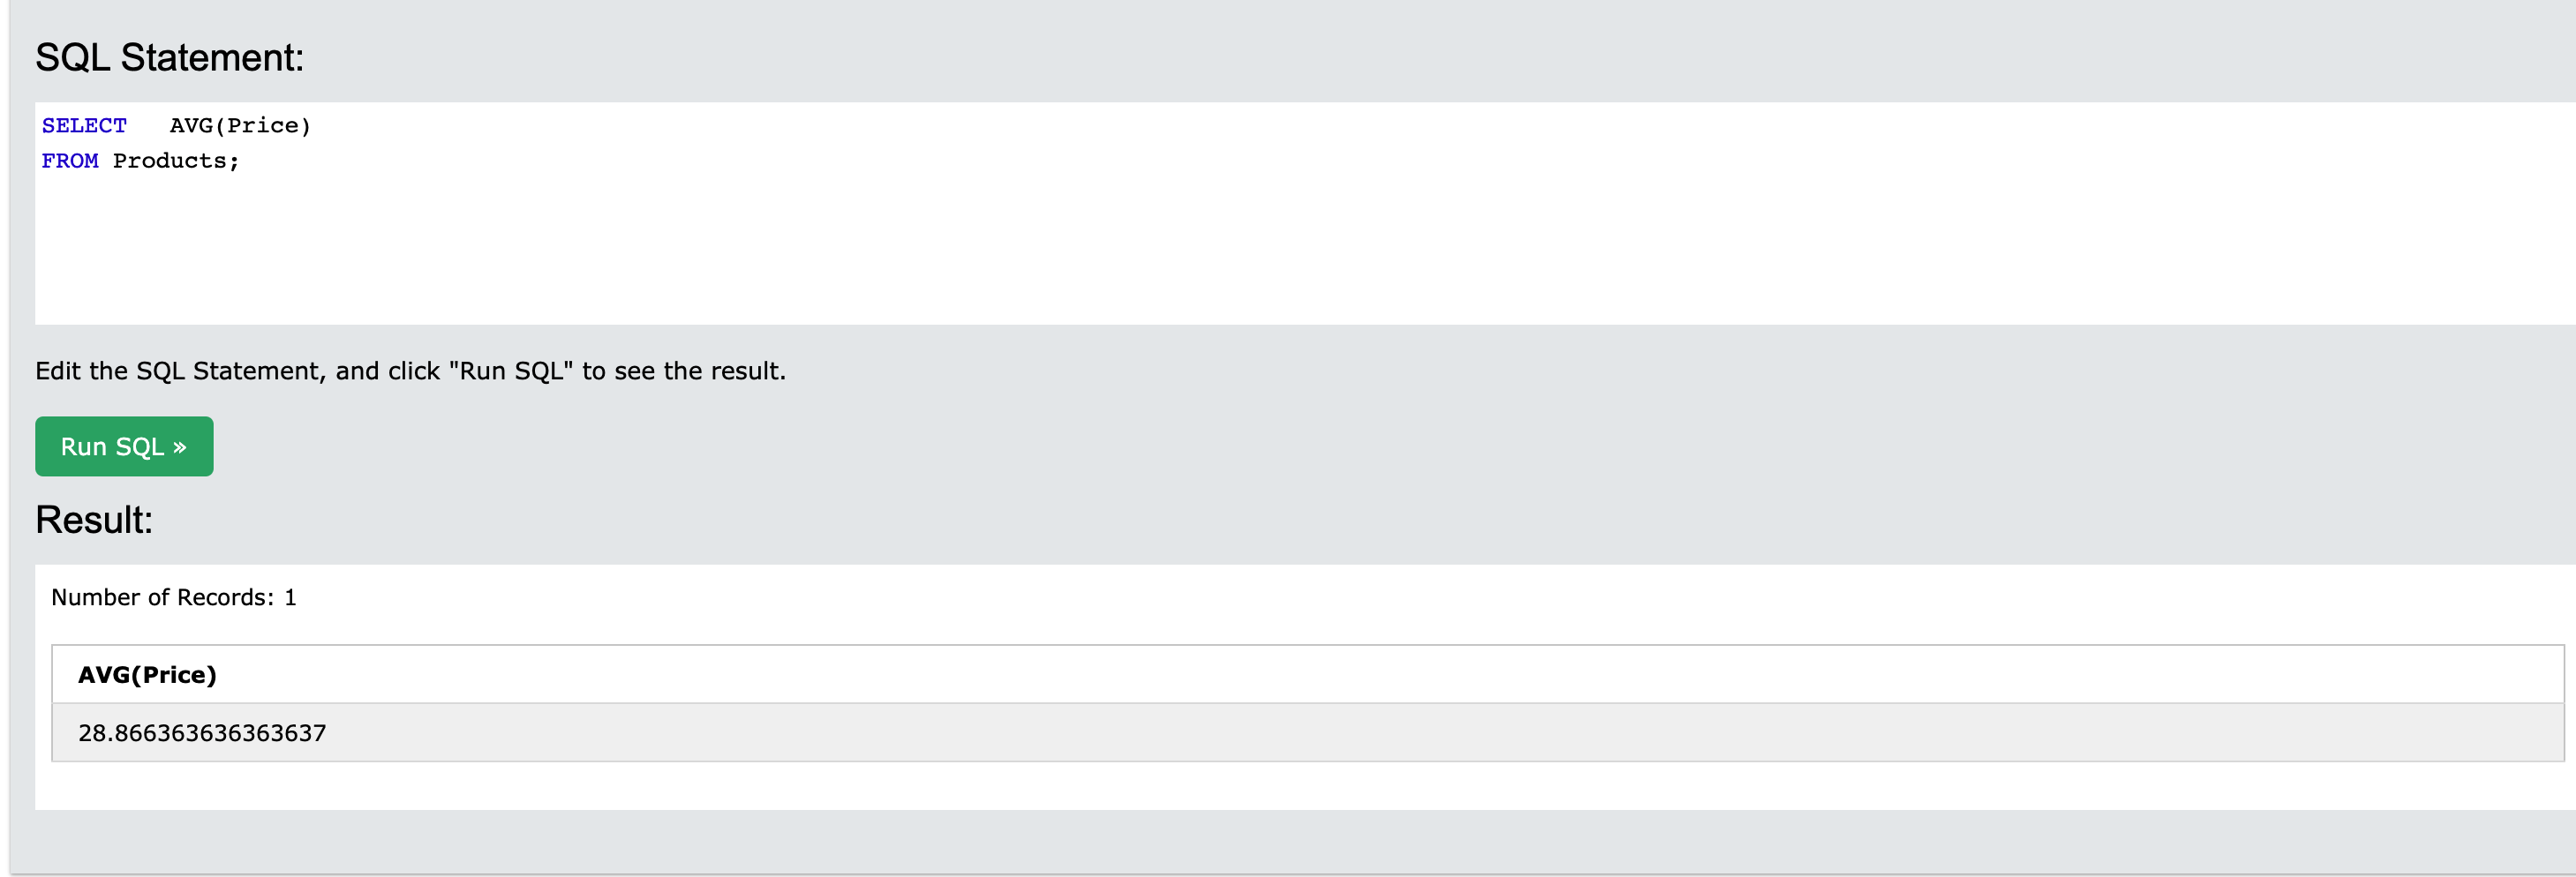 SQL Statement:
SELECT   AVG(Price)
FROM Products;
Edit the SQL Statement, and click "Run SQL" to see the result.
Run SQL »
Result:
Number of Records: 1
AVG(Price)
28.866363636363637